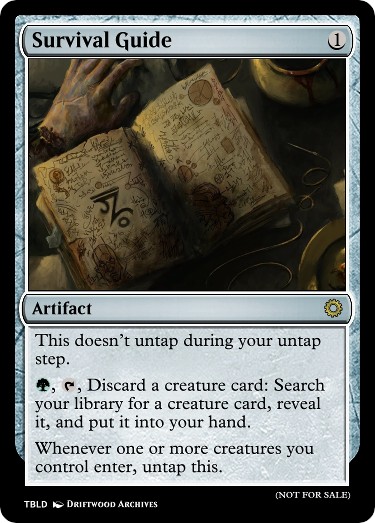 Survival Guide 1
Artifact
This doesn't untap during your untap
step.
, , Discard a creature card: Search
your library for a creature card, reveal
it, and put it into your hand.
Whenever one or more creatures you
control enter, untap this.
(NOT FOR SALE)
TBLD DRIFTWOOD ARCHIVES